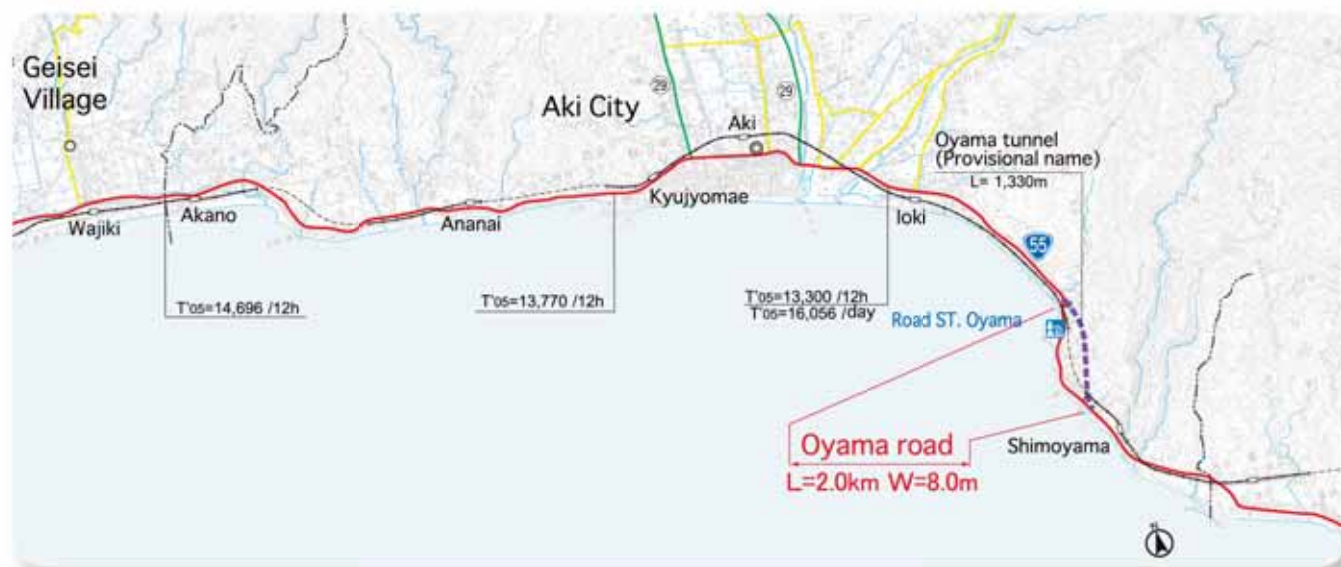 Geisei
Village
Aki City
29
29
Aki
Oyama tunnel
(Provisional name)
L= 1,330m
Kyujyomae
Wajiki
Akano
Ananai
Ioki
55
T'05=14,696 /12h
T'05=13,770 /12h
T'05=13,300 /12h
T'05=16,056 /day
Road ST. Oyama
Oyama road
L=2.0km W=8.0m
Shimoyama